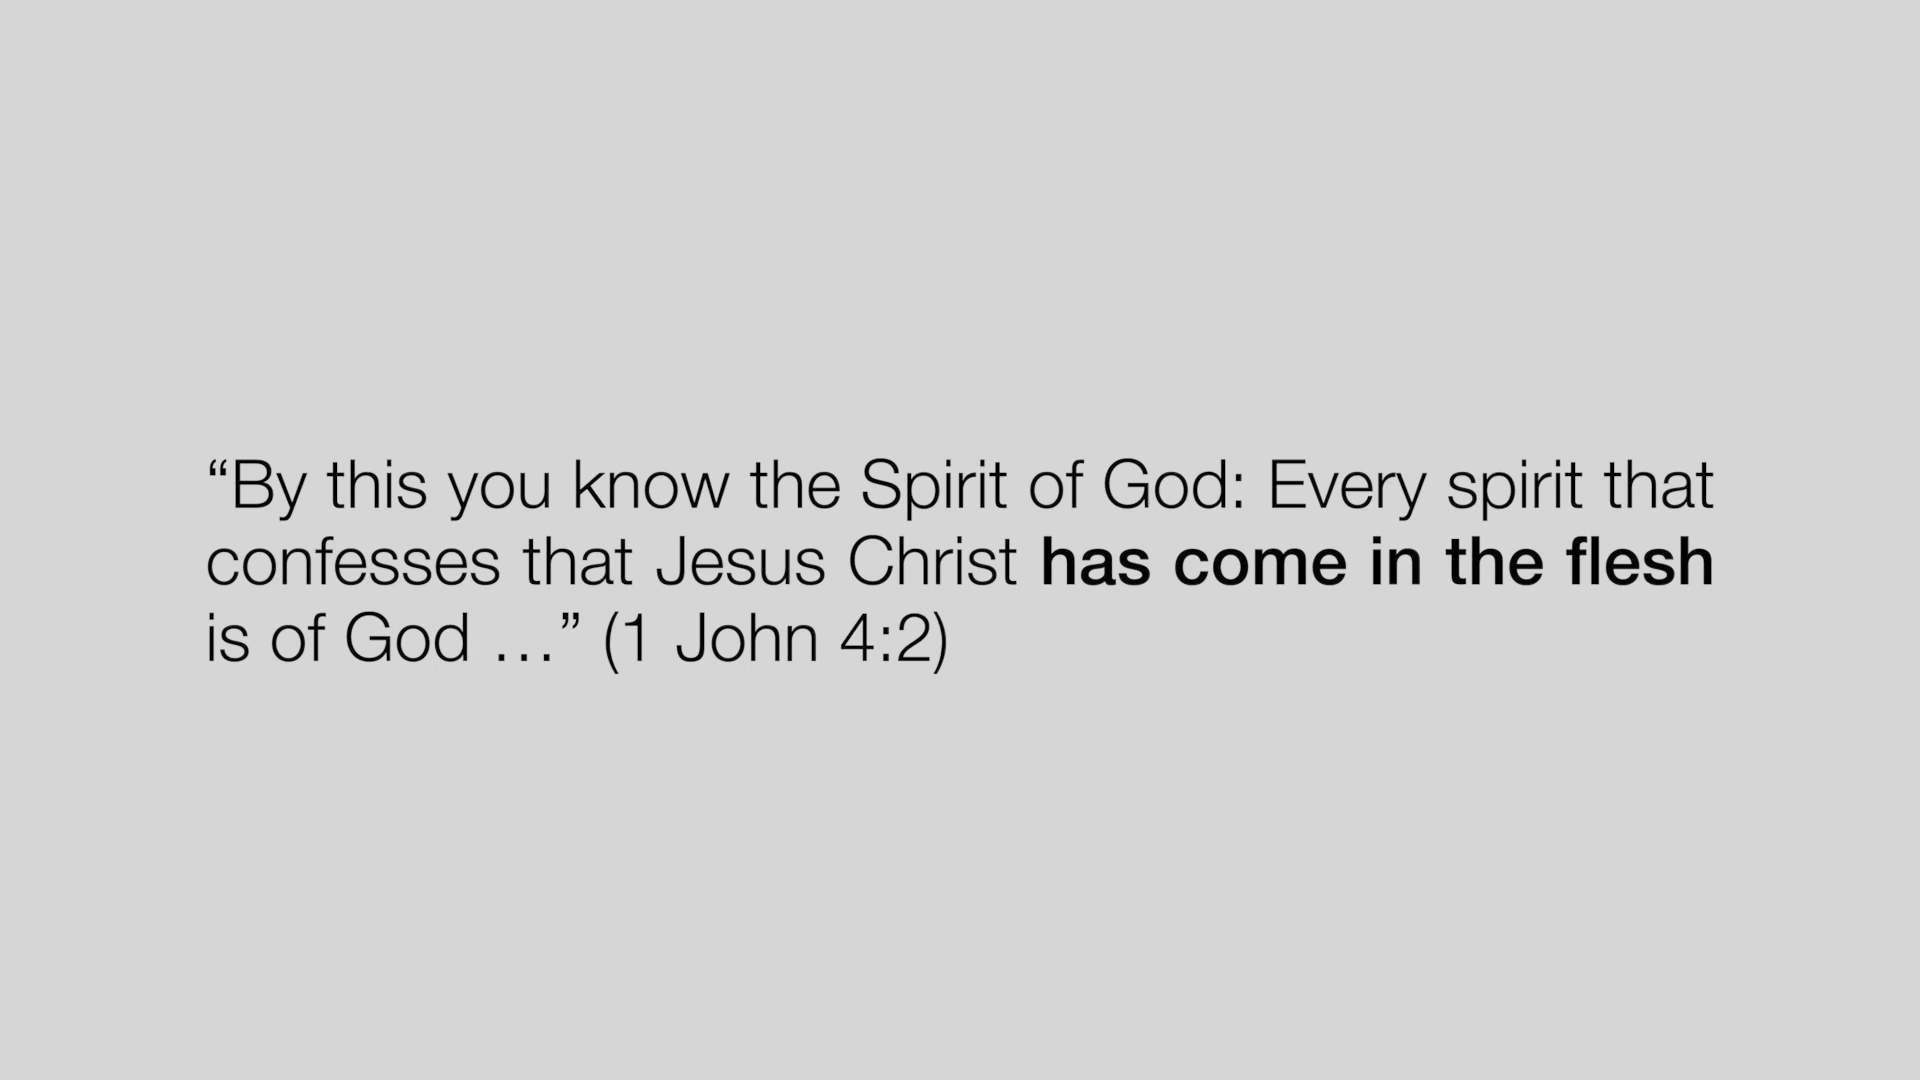 “By this you know the Spirit of God: Every spirit that
confesses that Jesus Christ has come in the flesh
is of God …” (1 John 4:2)